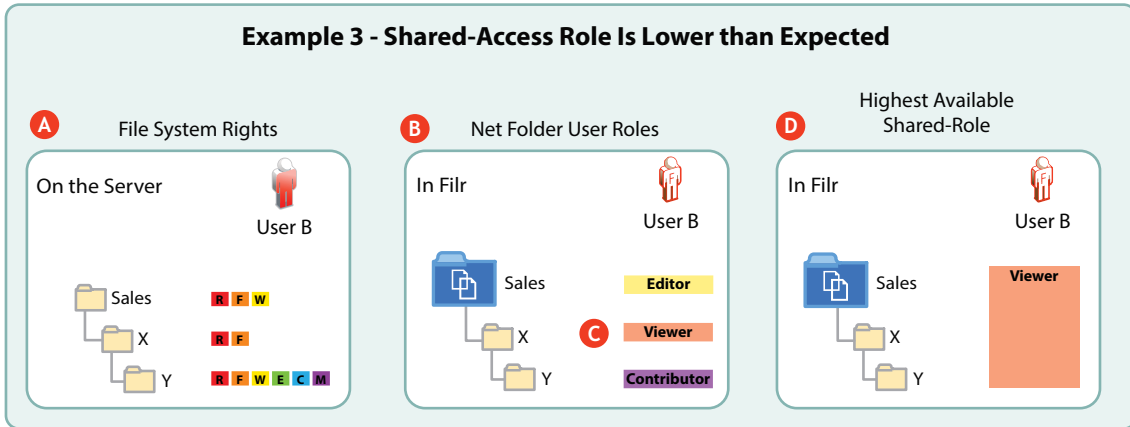 Example 3 - Shared-Access Role Is Lower than Expected
A
File System Rights
On the Server
User B
Sales
R F W
X
R F
Y
R F W E C M
B
Net Folder User Roles
In Filr
F
User B
Sales
Editor
X
C
Viewer
Y
Contributor
D
Highest Available
Shared-Role
In Filr
F
User B
Viewer
Sales
X
Y